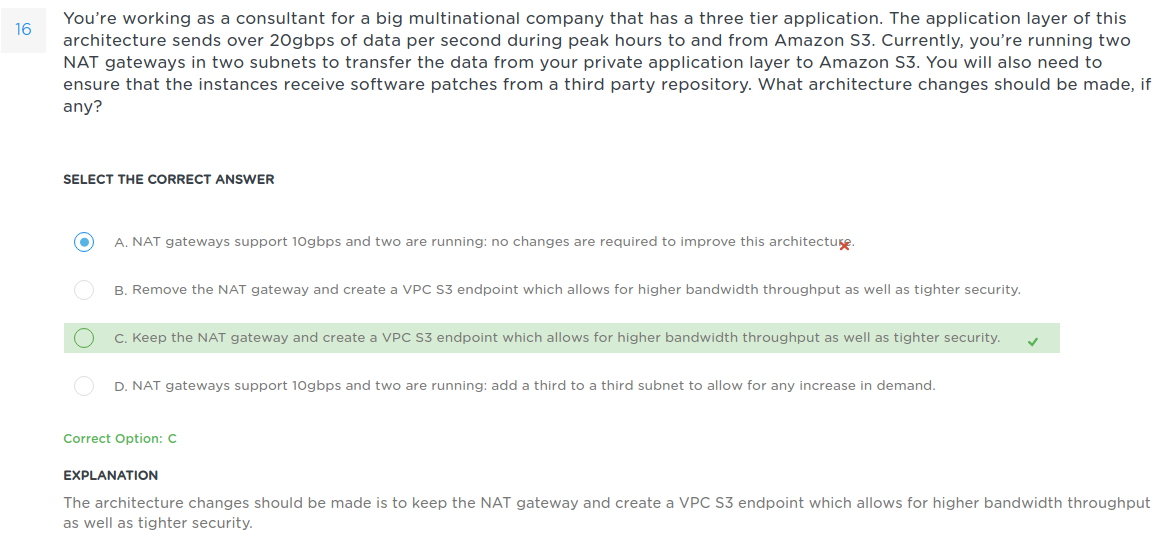 16
You’re working as a consultant for a big multinational company that has a three tier application. The application layer of this
architecture sends over 20gbps of data per second during peak hours to and from Amazon S3. Currently, you’re running two
NAT gateways in two subnets to transfer the data from your private application layer to Amazon S3. You will also need to
ensure that the instances receive software patches from a third party repository. What architecture changes should be made, if
any?
SELECT THE CORRECT ANSWER
A. NAT gateways support 10gbps and two are running: no changes are required to improve this architecture.
B. Remove the NAT gateway and create a VPC S3 endpoint which allows for higher bandwidth throughput as well as tighter security.
C. Keep the NAT gateway and create a VPC S3 endpoint which allows for higher bandwidth throughput as well as tighter security.
D. NAT gateways support 10gbps and two are running: add a third to a third subnet to allow for any increase in demand.
Correct Option: C
EXPLANATION
The architecture changes should be made is to keep the NAT gateway and create a VPC S3 endpoint which allows for higher bandwidth throughput
as well as tighter security.